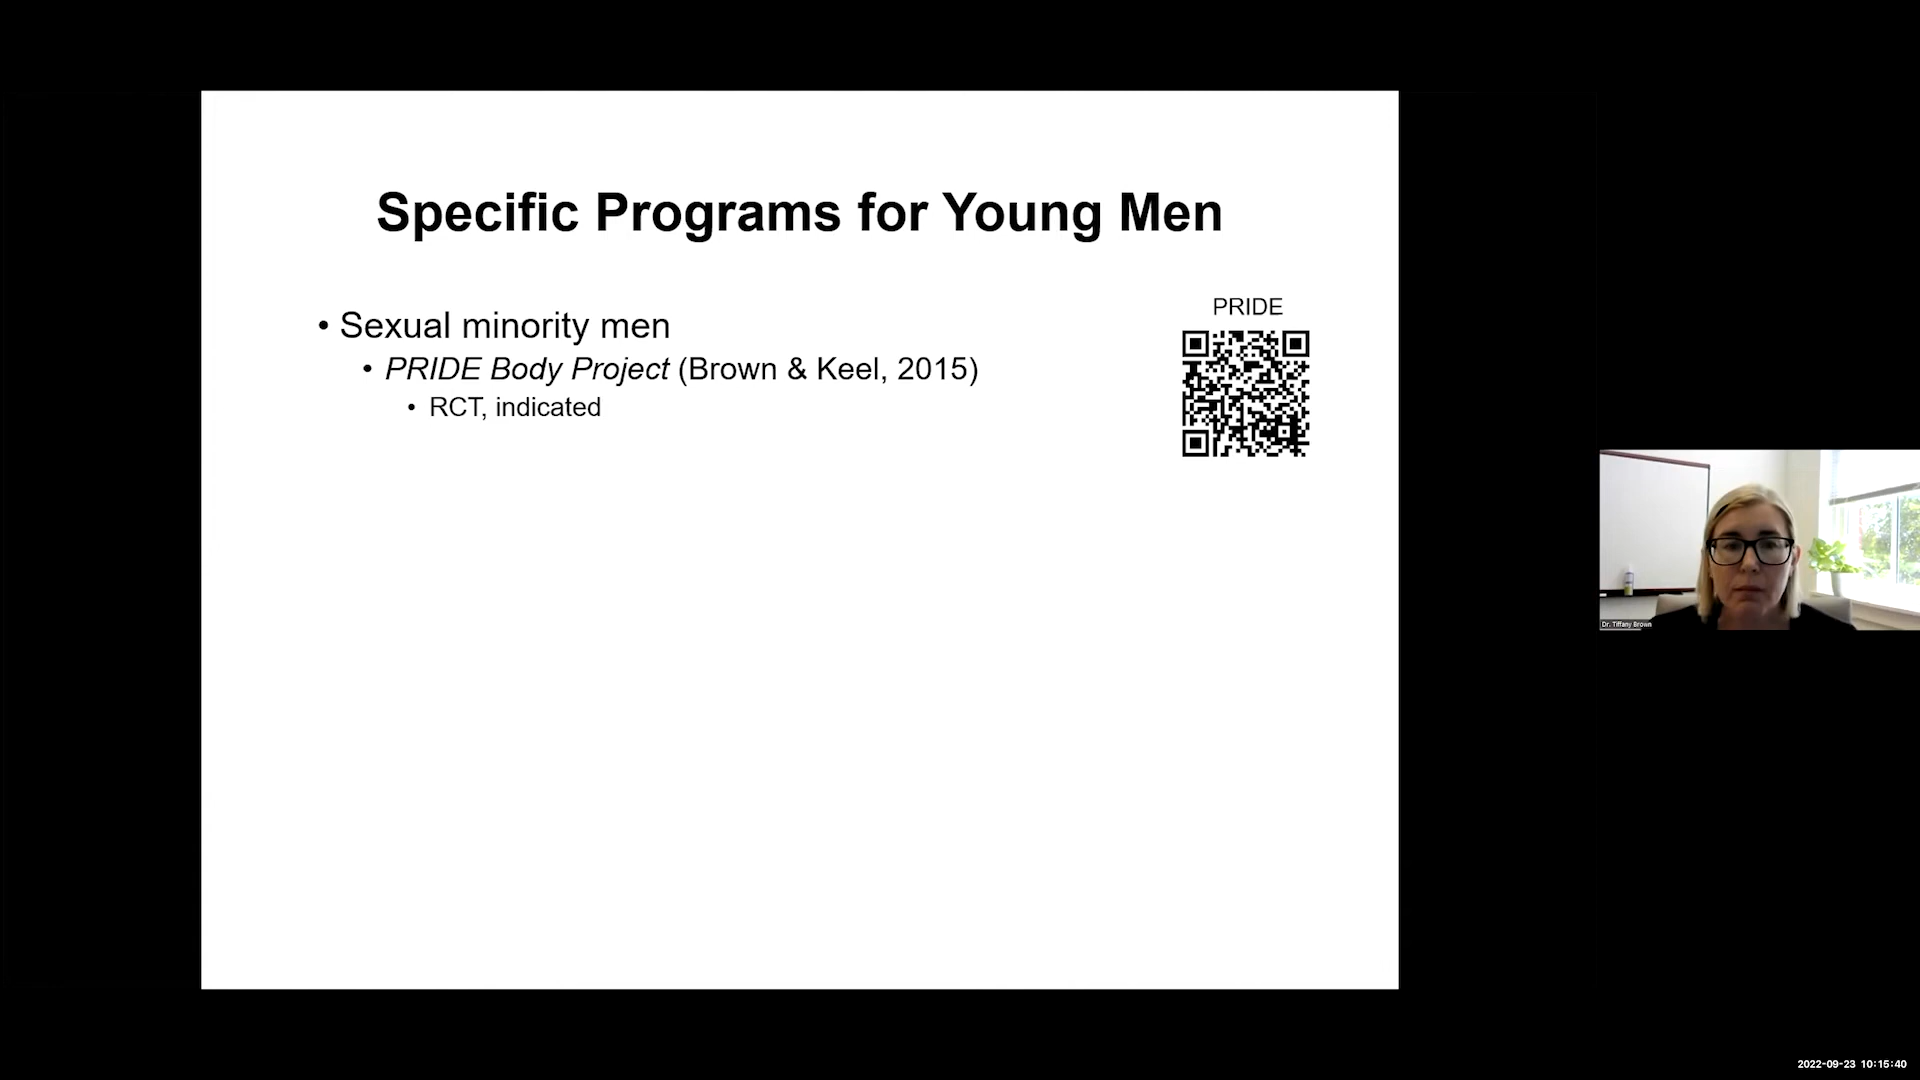 Specific Programs for Young Men
• Sexual minority men
• PRIDE Body Project (Brown & Keel, 2015)
• RCT, indicated
PRIDE
Dr. Tiffany Brown
2022-09-23 10:15:40